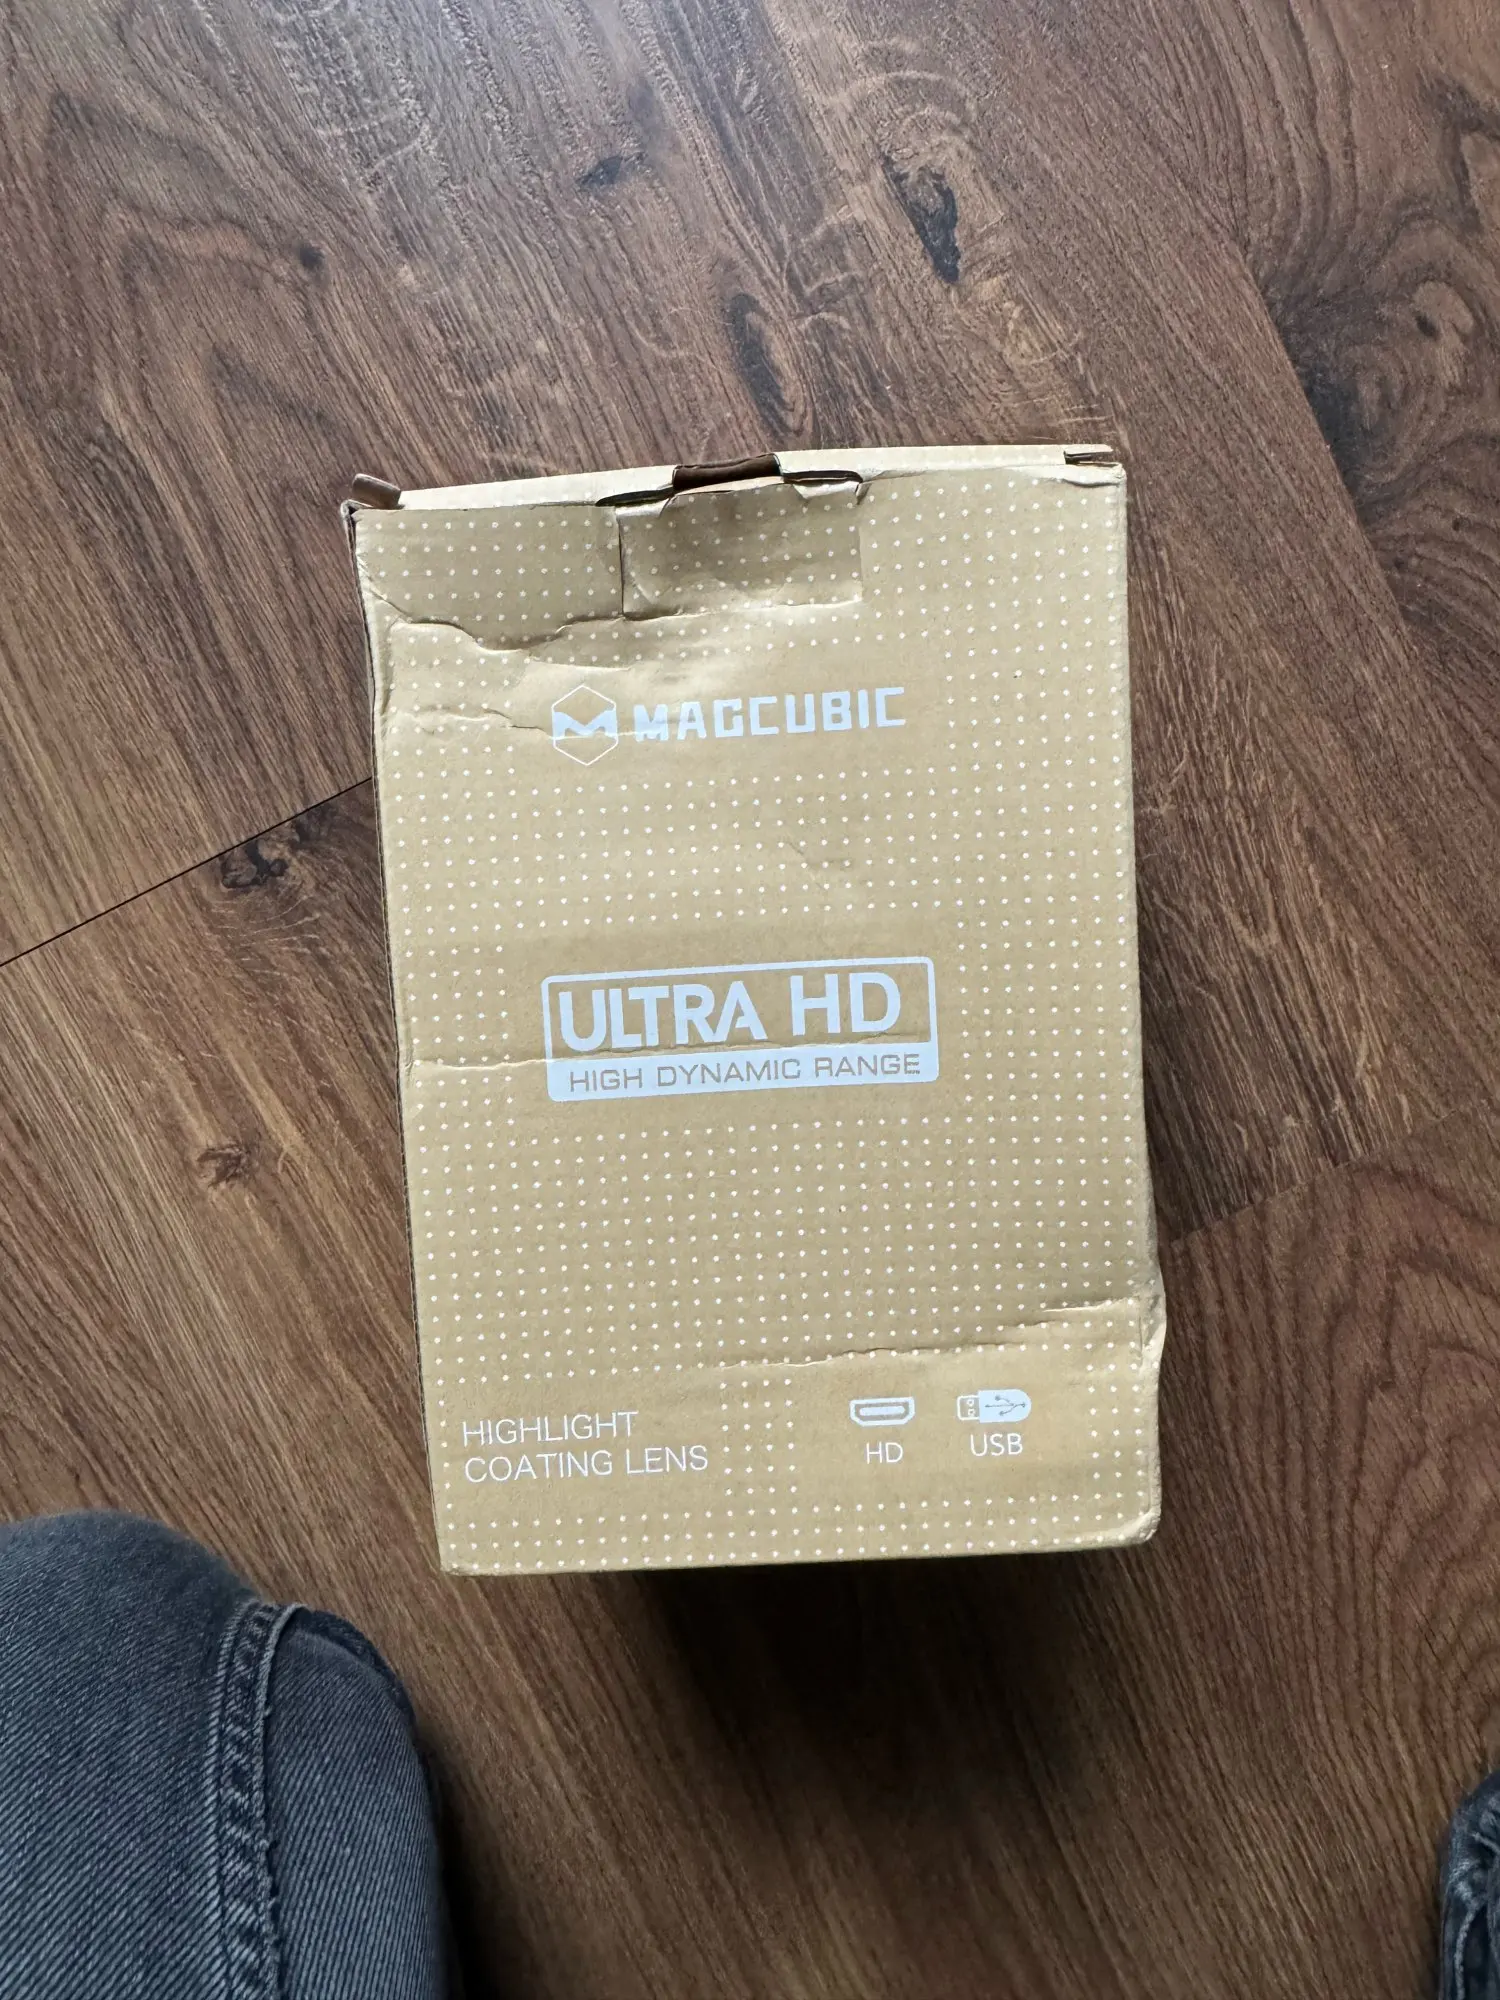 MAGCUBIC
ULTRA HD
HIGH DYNAMIC RANGE
HIGHLIGHT
COATING LENS
HD
USB